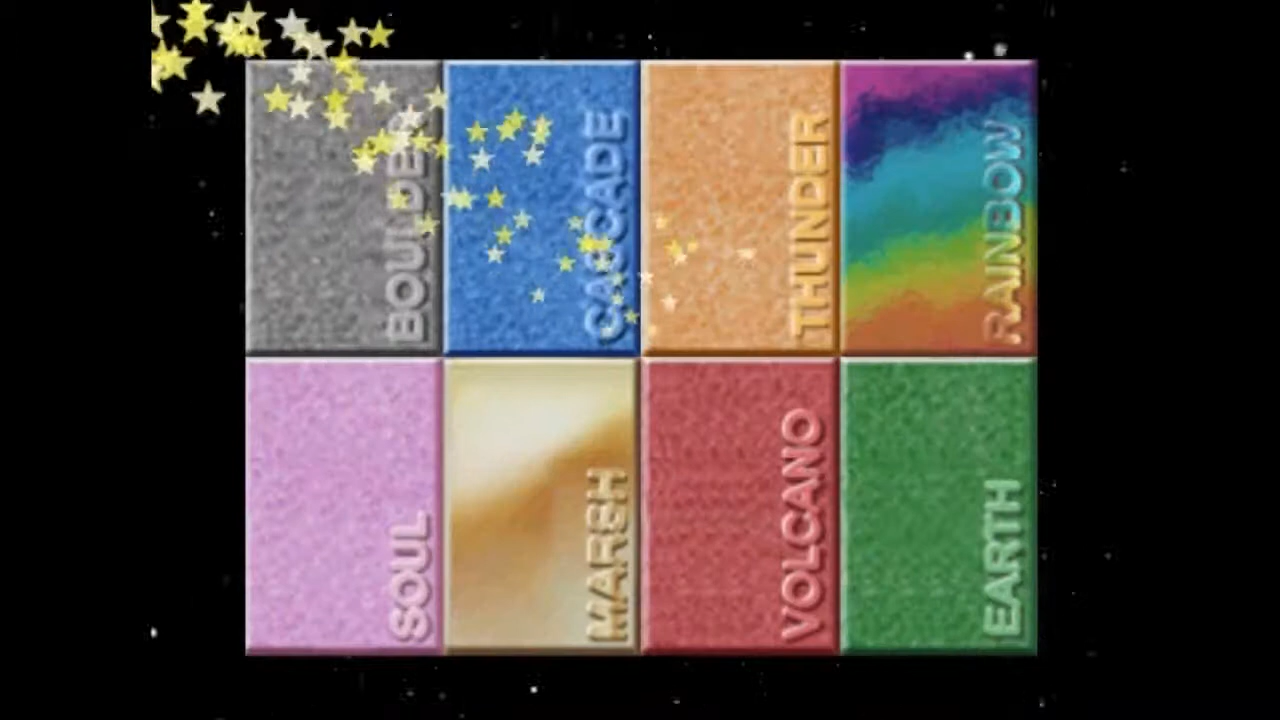 BOULDER
CASCADE
THUNDER
RAINBOW
SOUL
MARSH
VOLCANO
EARTH